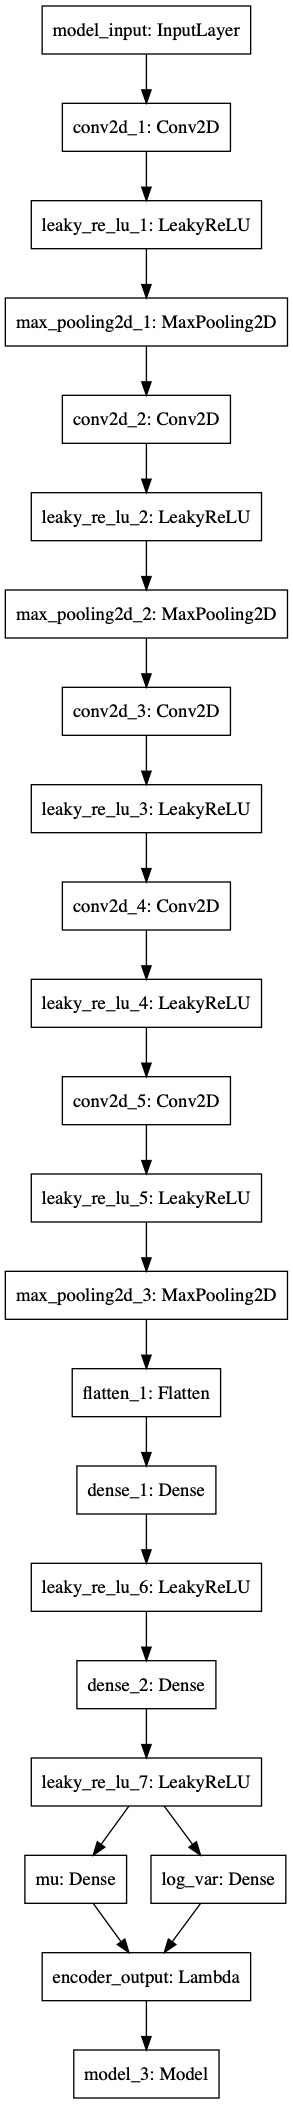 model_input: InputLayer
conv2d_1: Conv2D
leaky_re_lu_1: LeakyReLU
max_pooling2d_1: MaxPooling2D
conv2d_2: Conv2D
leaky_re_lu_2: LeakyReLU
max_pooling2d_2: MaxPooling2D
conv2d_3: Conv2D
leaky_re_lu_3: LeakyReLU
conv2d_4: Conv2D
leaky_re_lu_4: LeakyReLU
conv2d_5: Conv2D
leaky_re_lu_5: LeakyReLU
max_pooling2d_3: MaxPooling2D
flatten_1: Flatten
dense_1: Dense
leaky_re_lu_6: LeakyReLU
dense_2: Dense
leaky_re_lu_7: LeakyReLU
mu: Dense
log_var: Dense
encoder_output: Lambda
model_3: Model